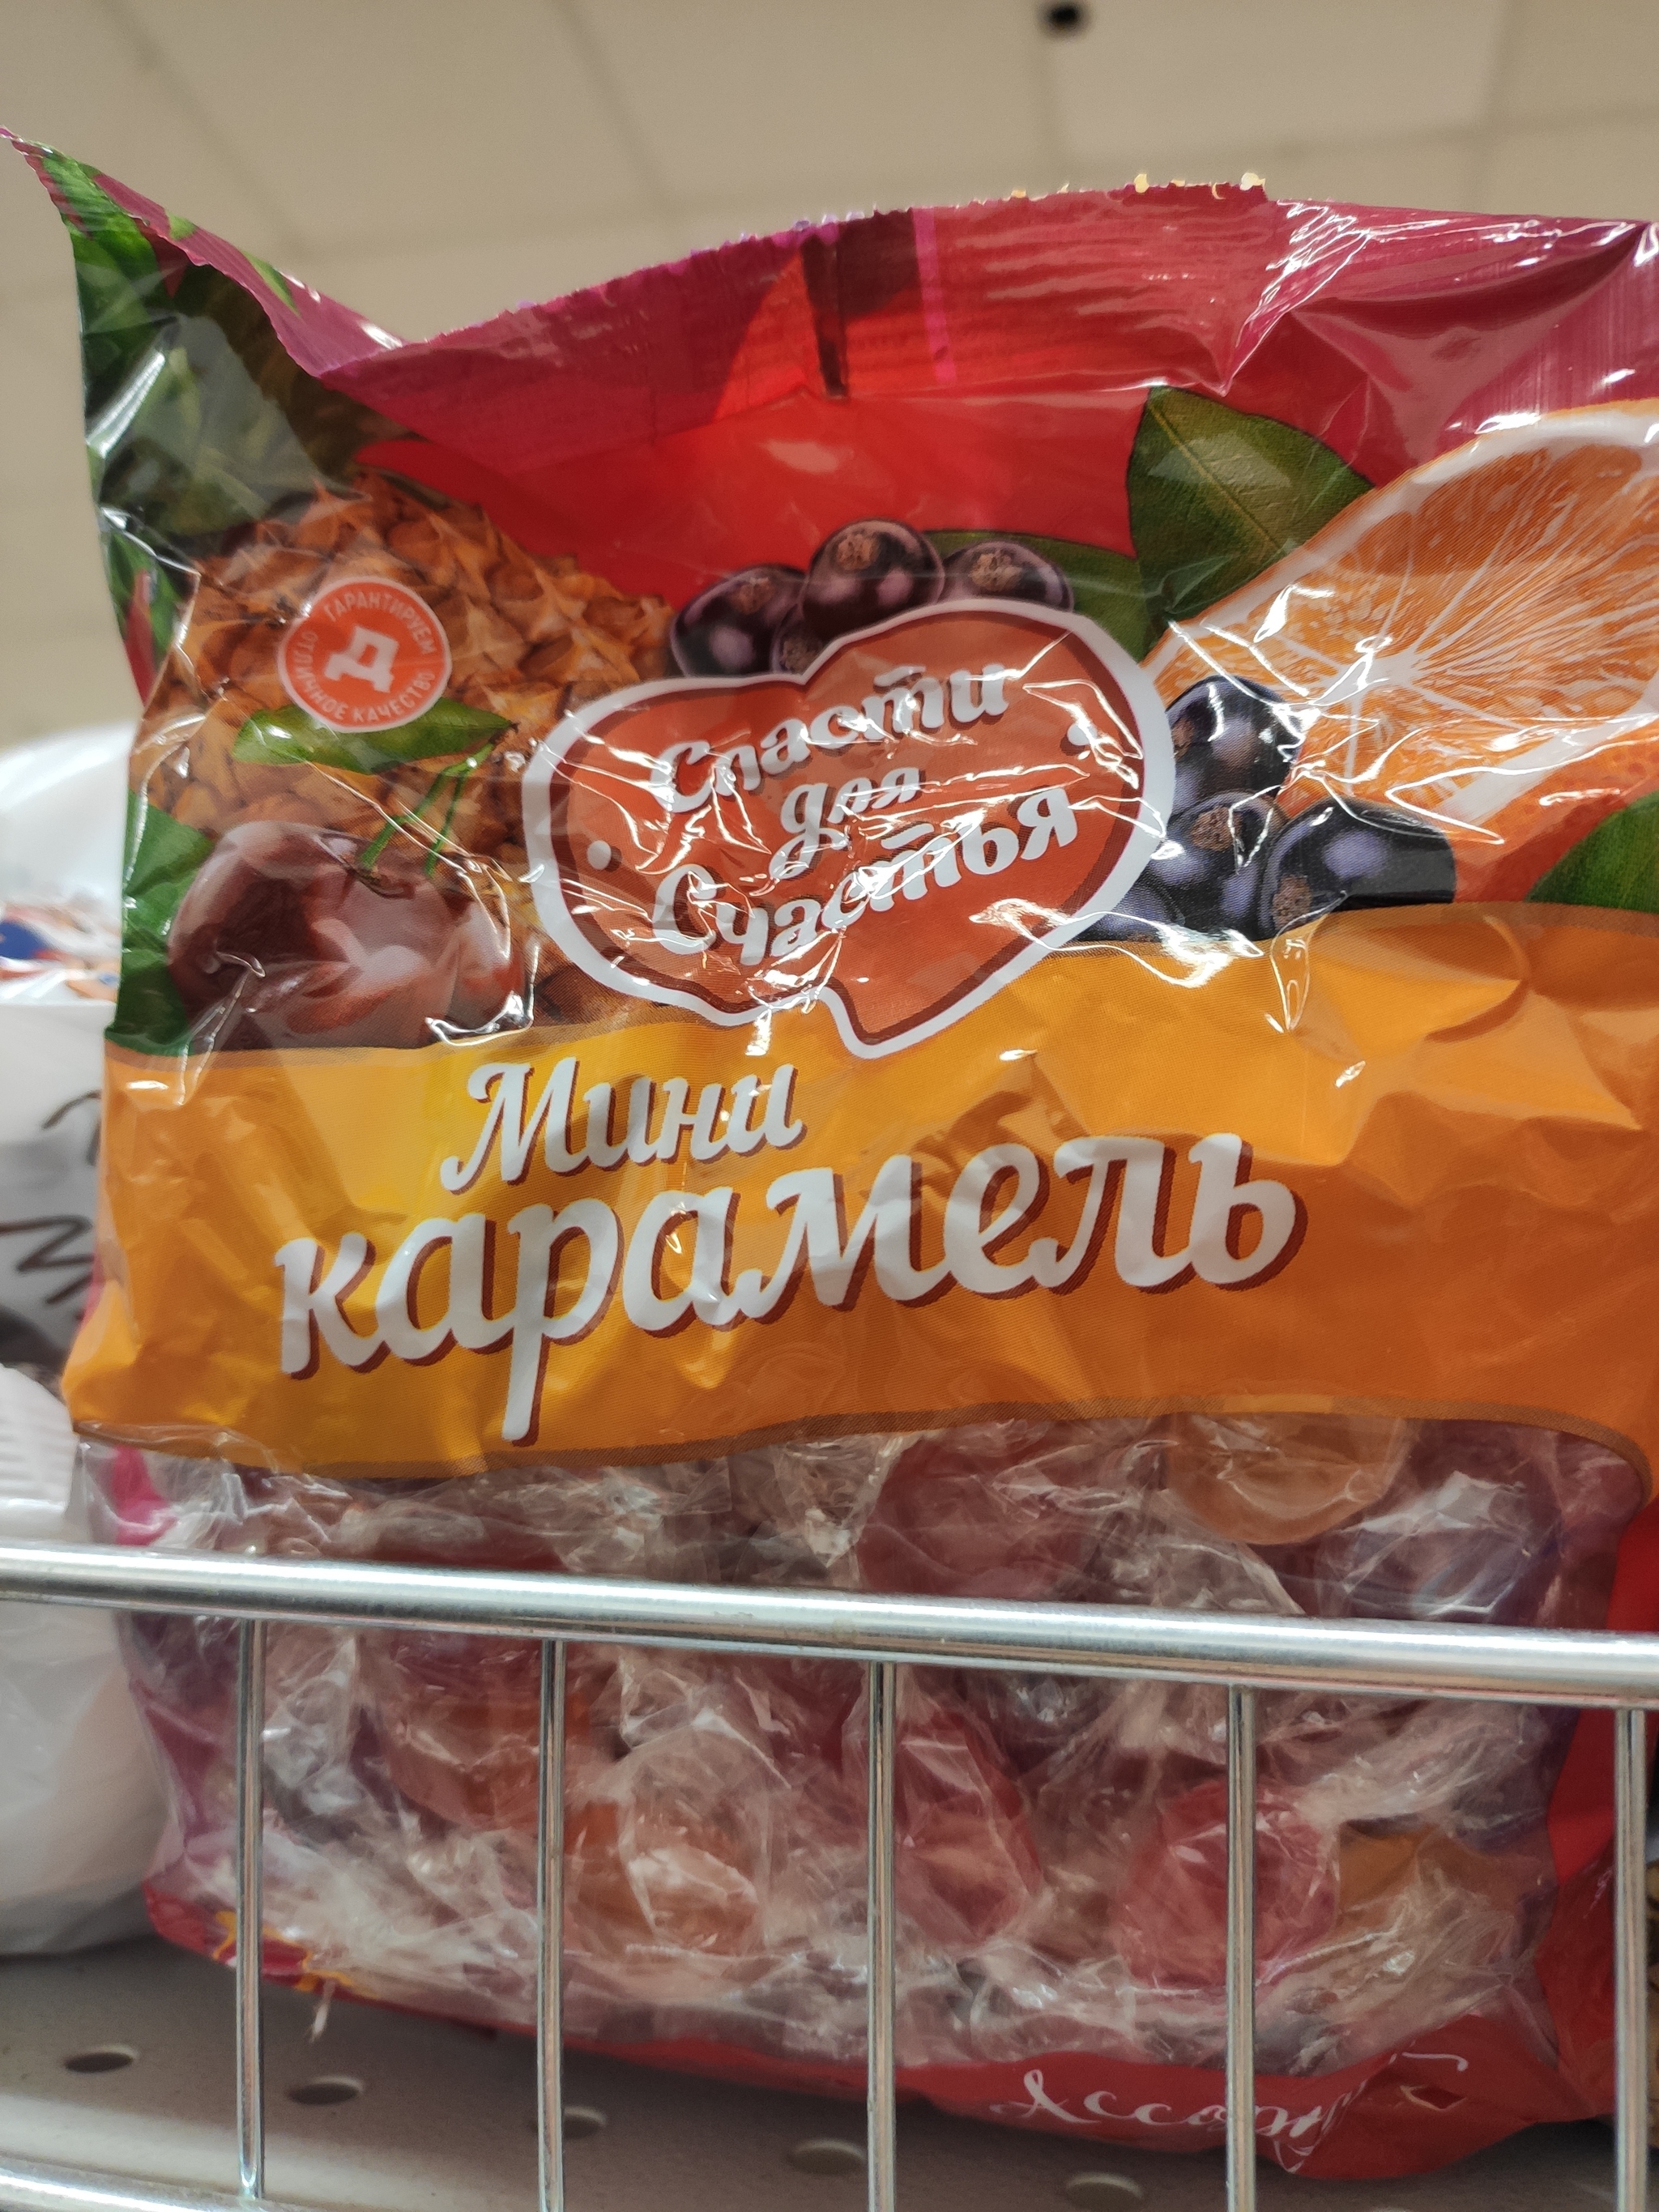 ГАРАНТИРУЕМ
Д
ОТЛИЧНОЕ КАЧЕСТВО
Сласти
для
Счастья
Мини
карамель